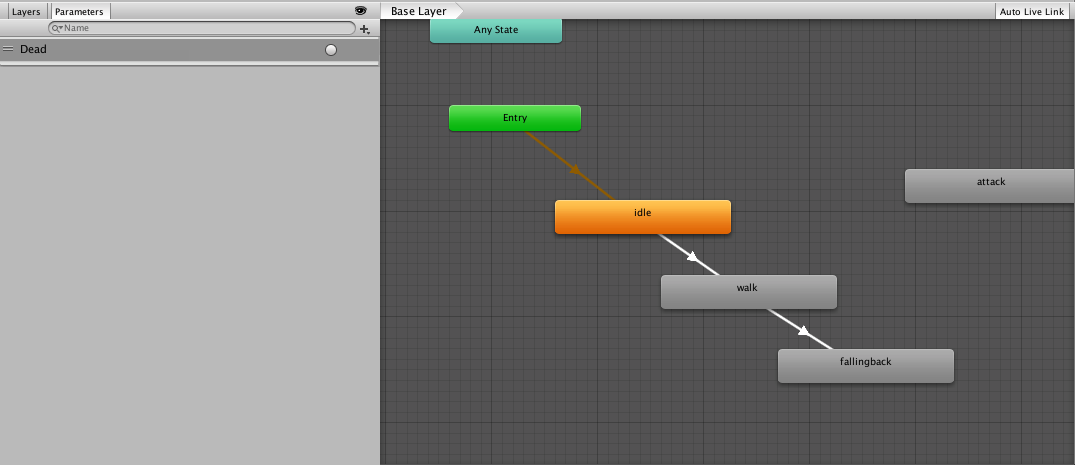 Layers Parameters
Base Layer
Auto Live Link
Name
Dead
Any State
Entry
attack
idle
walk
fallingback